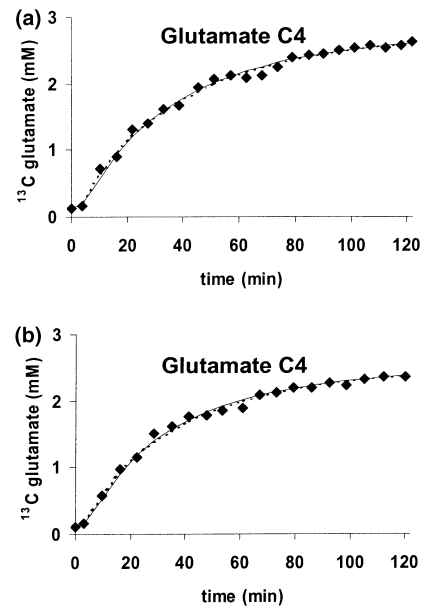 (a)
Glutamate C4
¹³C glutamate (mM)
3
2
1
0
0 20 40 60 80 100 120
time (min)
(b)
Glutamate C4
¹³C glutamate (mM)
3
2
1
0
0 20 40 60 80 100 120
time (min)